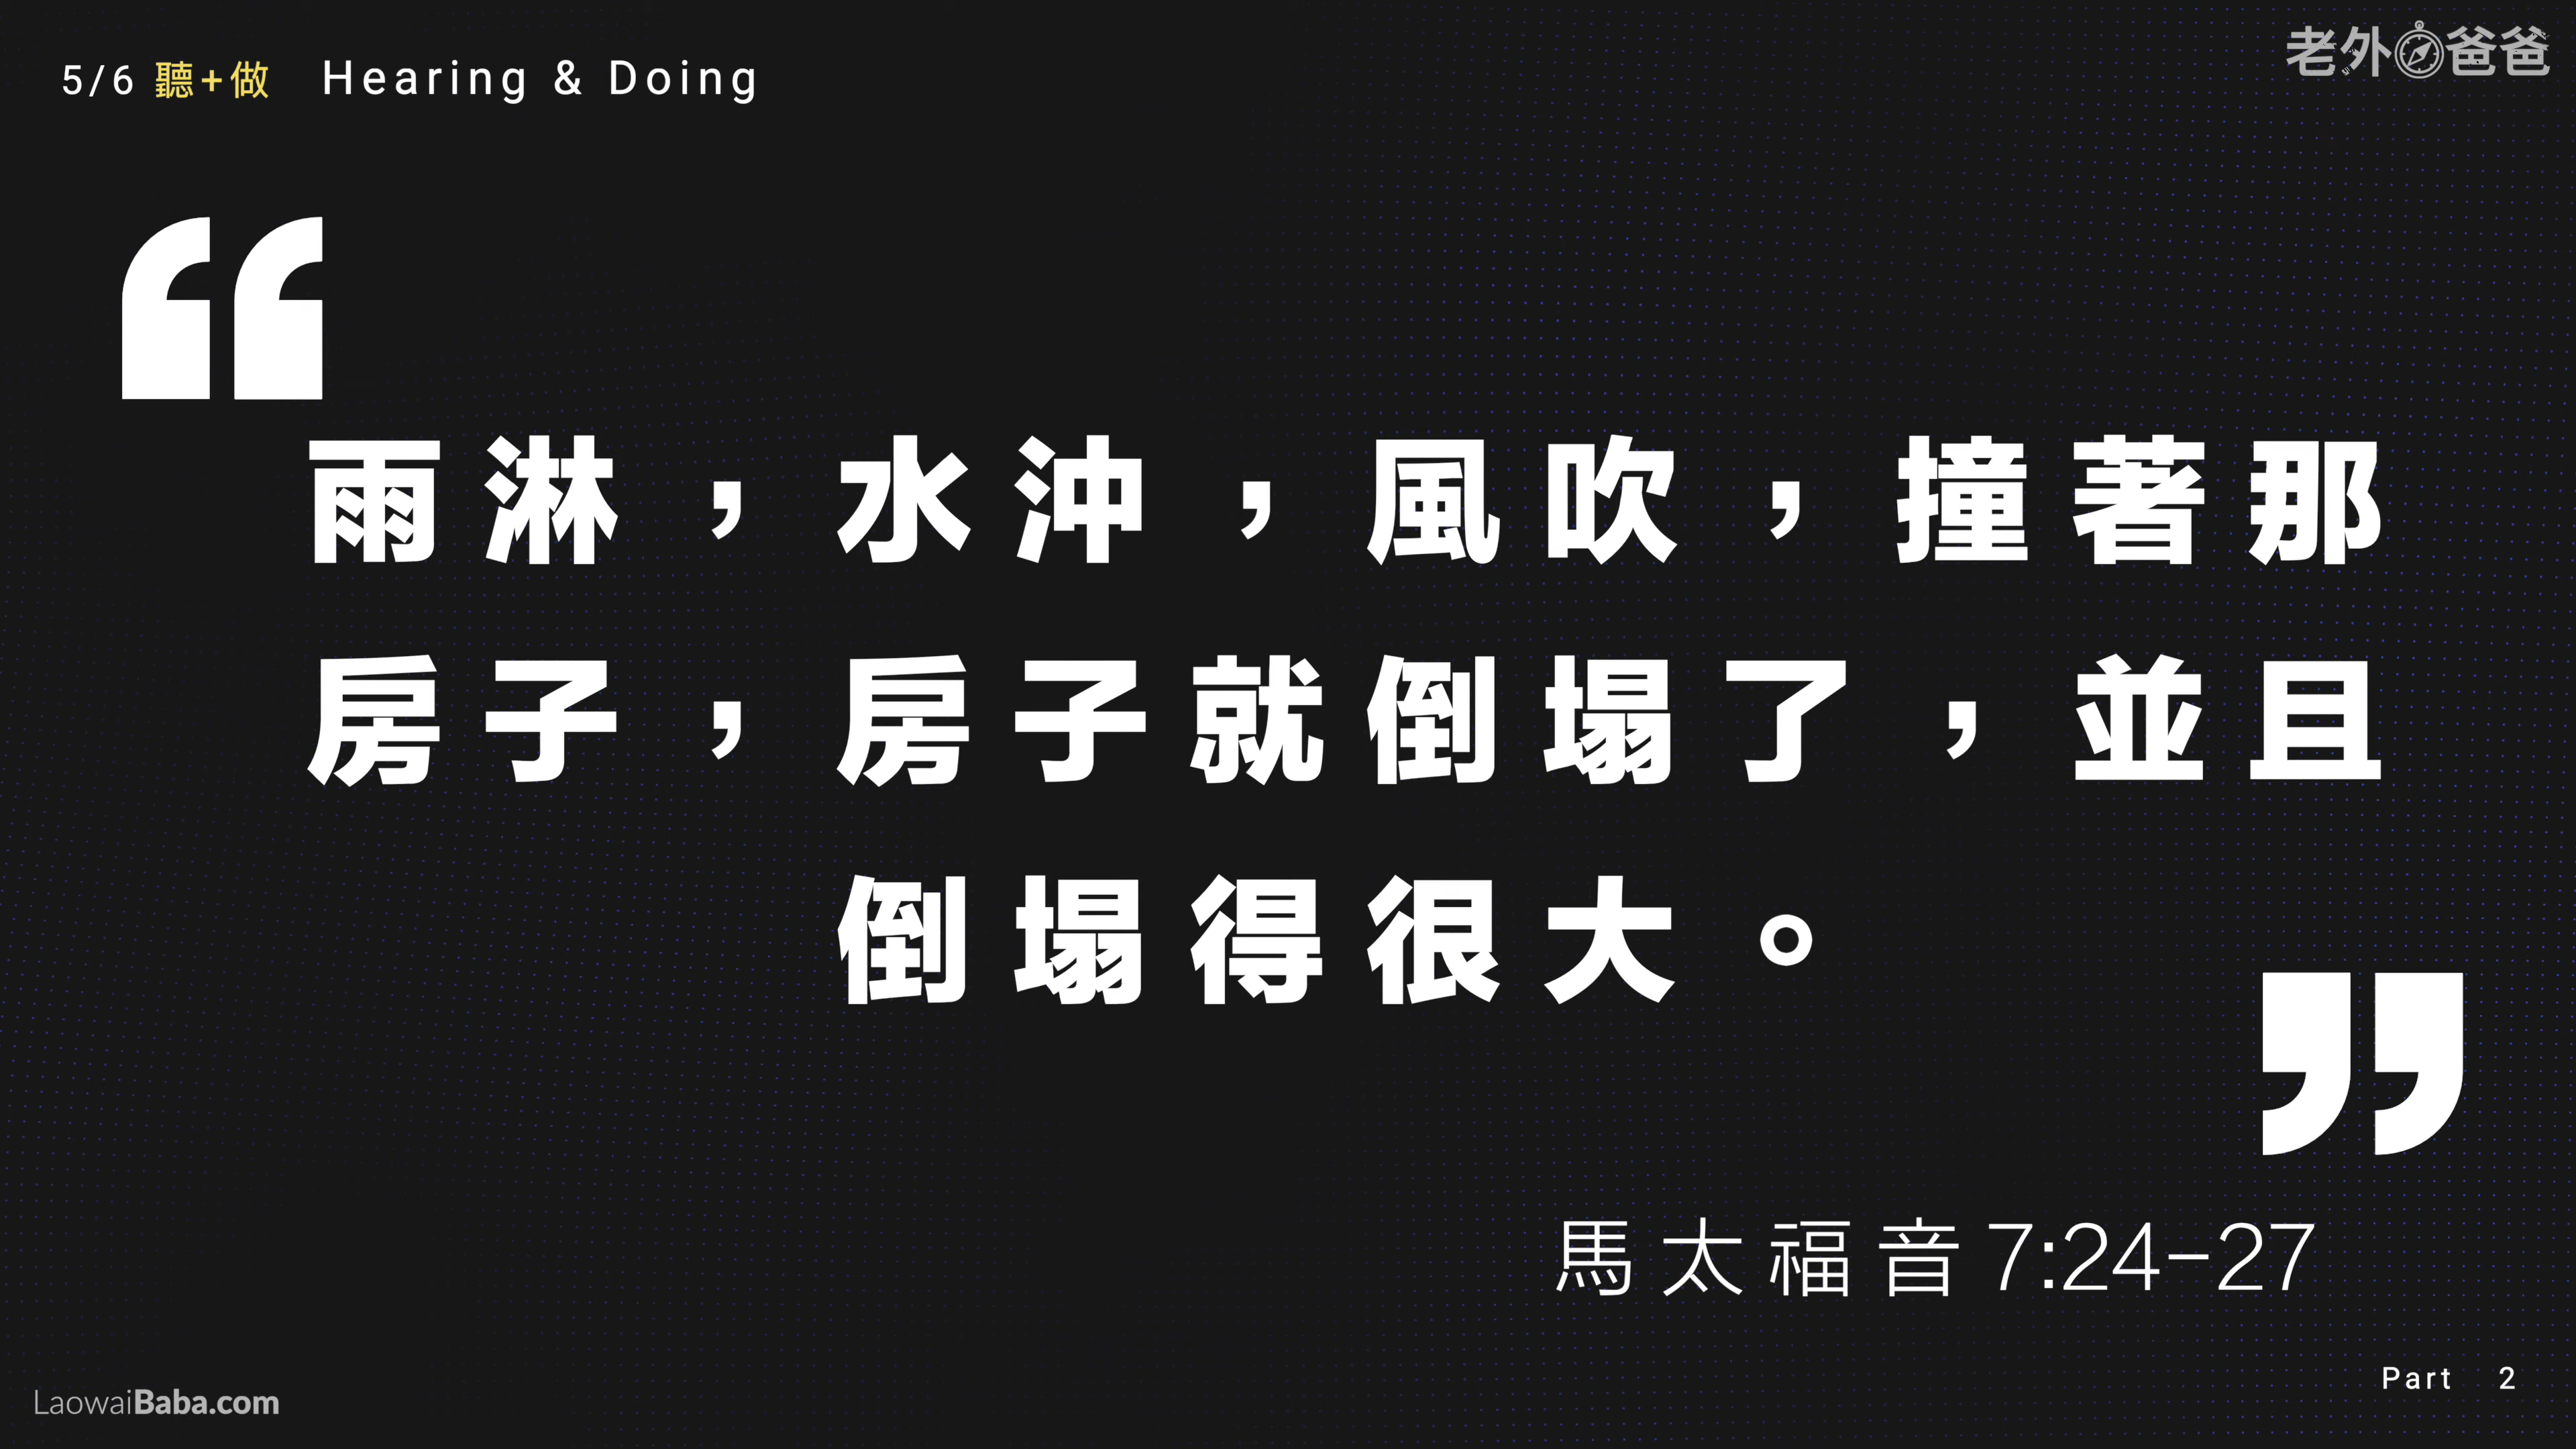 5/6 聽+做 Hearing & Doing
老外爸爸
“
雨淋，水沖，風吹，撞著那
房子，房子就倒塌了，並且
倒塌得很大。
”
馬太福音7:24-27
Part 2
LaowaiBaba.com